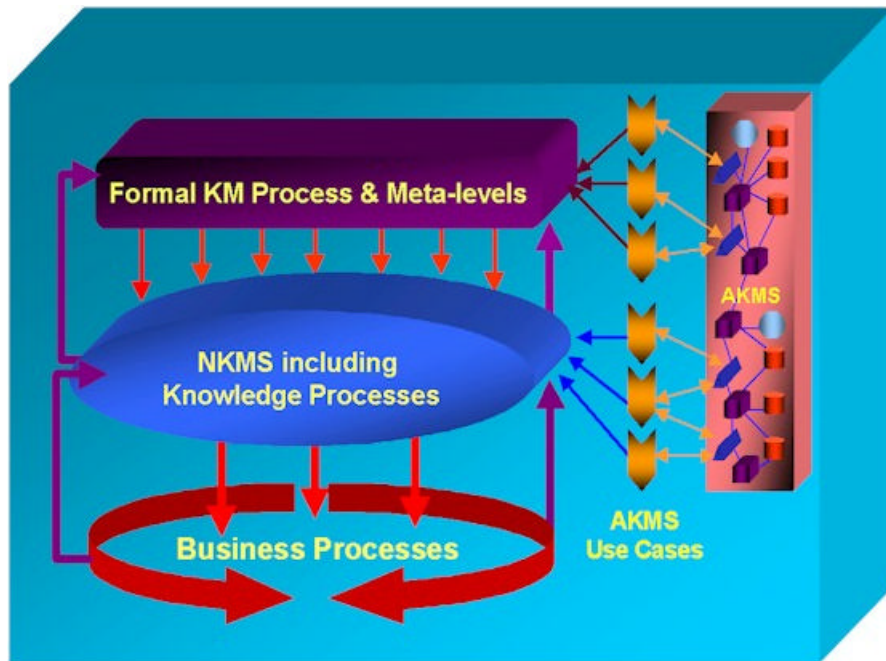 Formal KM Process & Meta-levels
AKMS
NKMS including
Knowledge Processes
AKMS
Use Cases
Business Processes